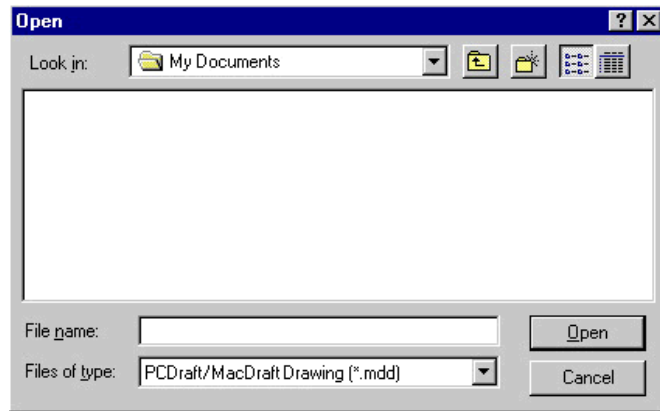 Open
Look in: My Documents
File name: Open
Files of type: PCDraft/MacDraft Drawing (*.mdd) Cancel